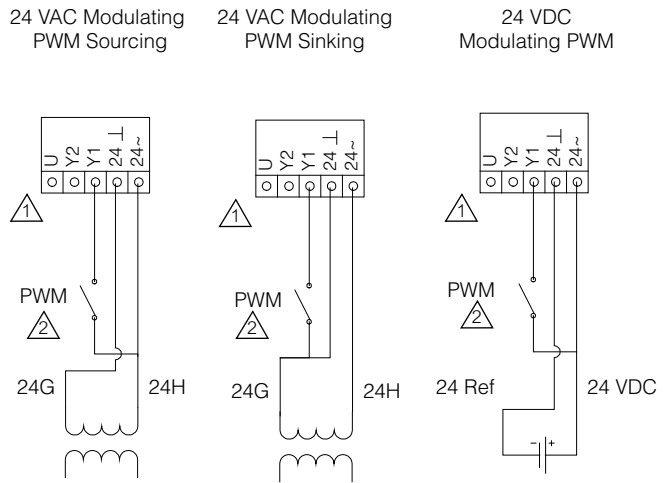 24 VAC Modulating
PWM Sourcing
U
Y2
Y1
24 ⊥
24~
1
PWM
2
24G
24H
24 VAC Modulating
PWM Sinking
U
Y2
Y1
24 ⊥
24~
1
PWM
2
24G
24H
24 VDC
Modulating PWM
U
Y2
Y1
24 ⊥
24~
1
PWM
2
24 Ref
24 VDC
- +